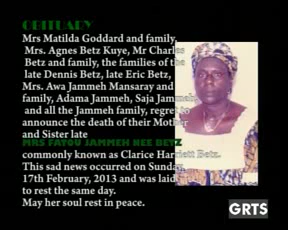 OBITUARY
Mrs Matilda Goddard and family,
Mrs. Agnes Betz Kuye, Mr Charles
Betz and family, the families of the
late Dennis Betz, late Eric Betz,
Mrs. Awa Jammeh Mansaray and
family, Adama Jammeh, Saja Jammeh
and all the Jammeh family, regret to
announce the death of their Mother
and Sister late
MRS FATOU JAMMEH NEE BETZ
commonly known as Clarice Harriett Betz.
This sad news occurred on Sunday,
17th February, 2013 and was laid
to rest the same day.
May her soul rest in peace.
GRTS